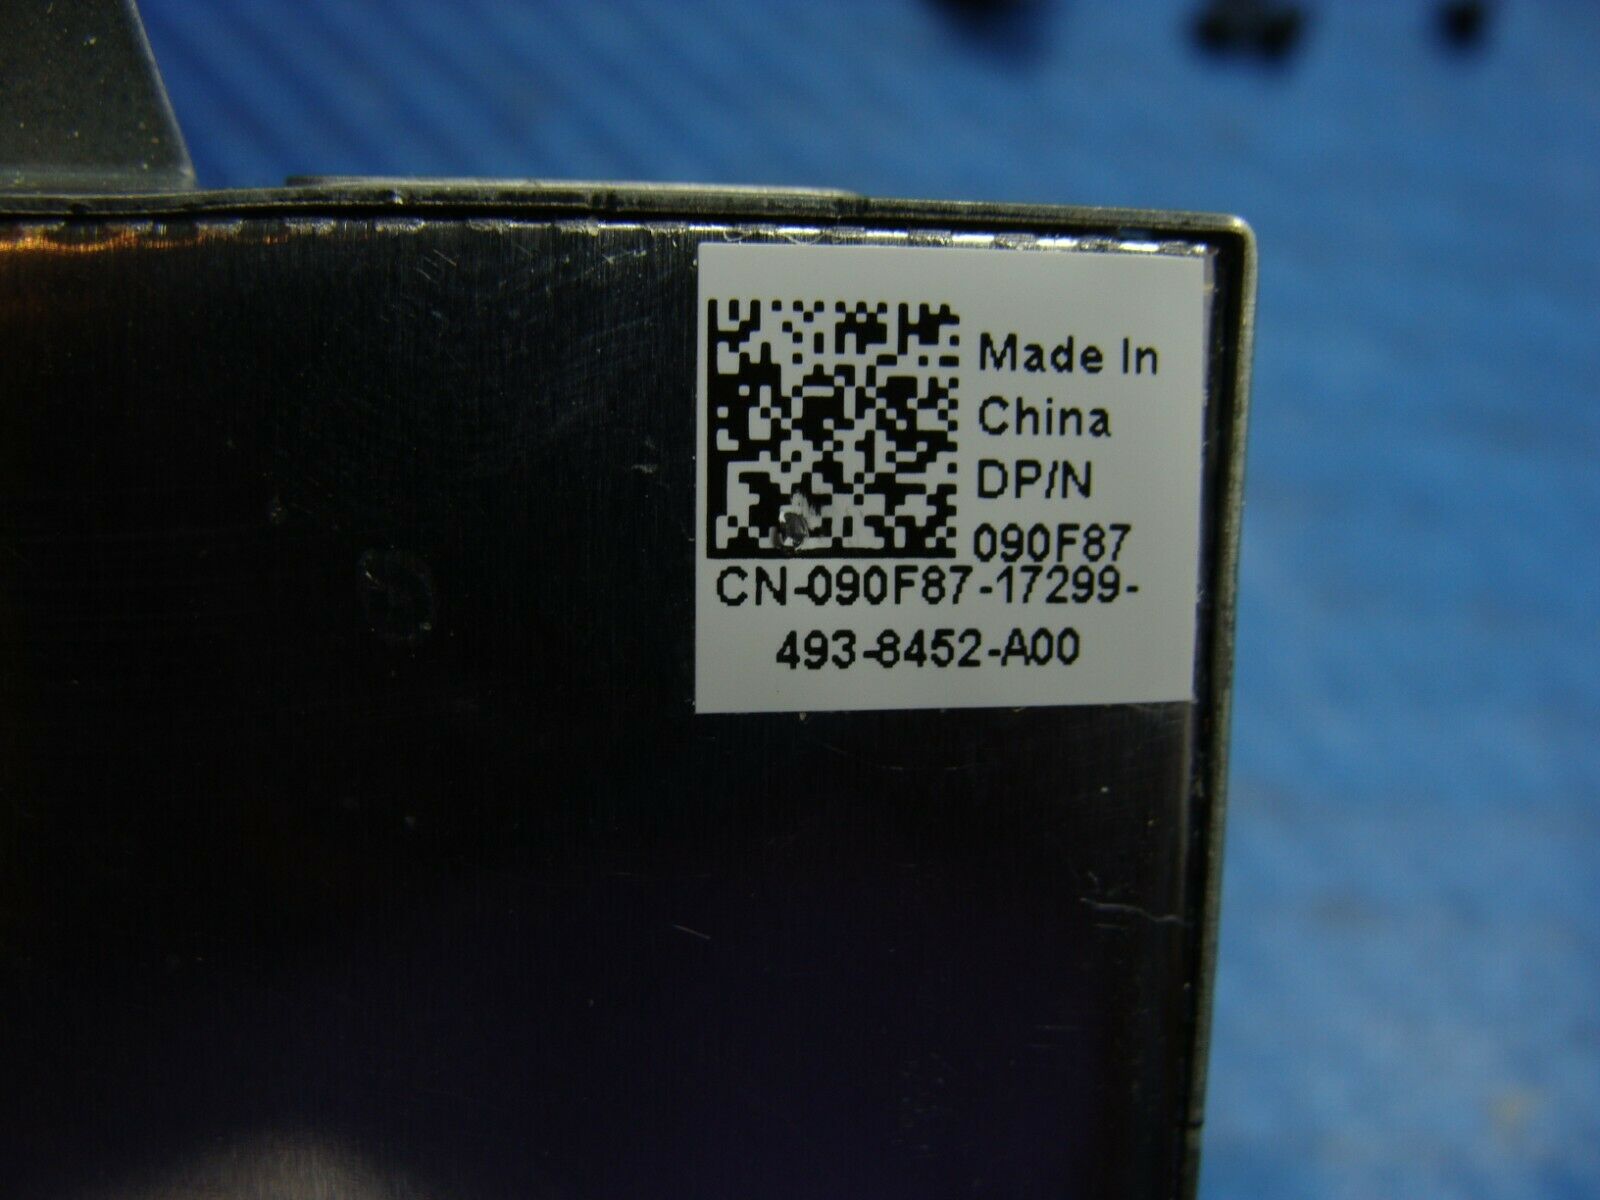 Made In
China
DP/N
090F87
CN-090F87-17299-
493-8452-A00